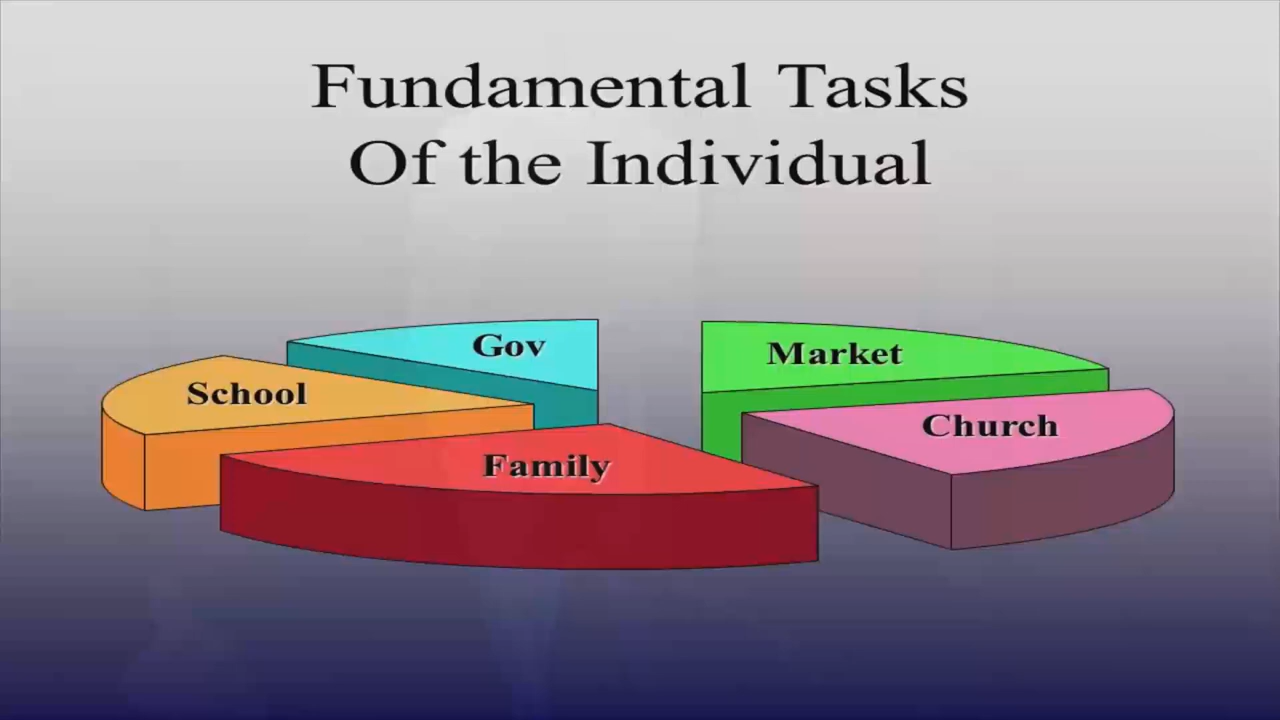 Fundamental Tasks
Of the Individual
Gov
Market
School
Church
Family